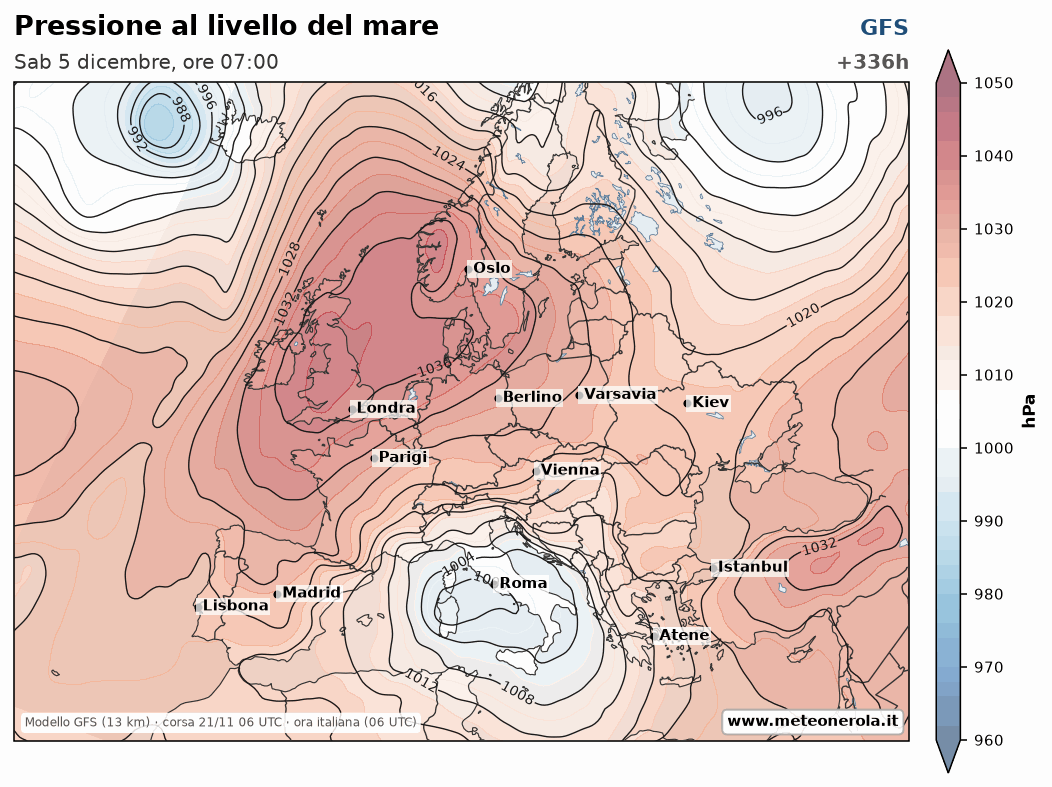 Pressione al livello del mare
GFS
Sab 5 dicembre, ore 07:00
+336h
1050
1040
1030
1020
1010
1000
990
980
970
960
hPa
996
988
992
1016
1024
996
1028
1032
1020
1036
Oslo
Londra
Berlino
Varsavia
Kiev
Parigi
Vienna
1032
1004
Roma
Istanbul
Madrid
Lisbona
Atene
1012
1008
Modello GFS (13 km) · corsa 21/11 06 UTC · ora italiana (06 UTC)
www.meteonerola.it